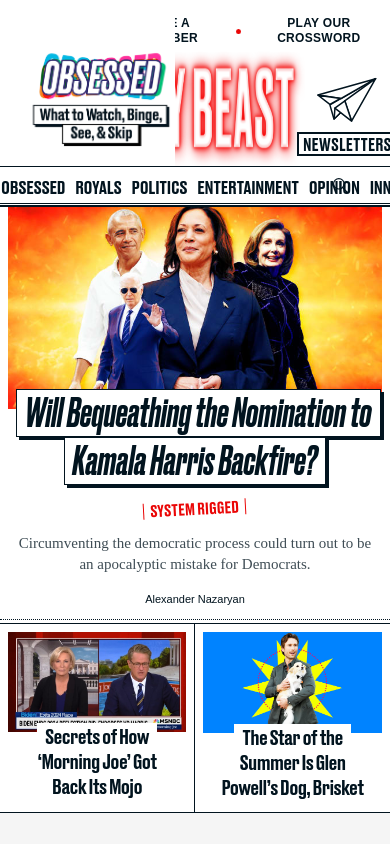 E A
BER
PLAY OUR
CROSSWORD
OBSESSED
What to Watch, Binge,
See, & Skip
Y BEAST
NEWSLETTERS
OBSESSED ROYALS POLITICS ENTERTAINMENT OPINION INN
Will Bequeathing the Nomination to
Kamala Harris Backfire?
SYSTEM RIGGED
Circumventing the democratic process could turn out to be
an apocalyptic mistake for Democrats.
Alexander Nazaryan
MSNBC
Secrets of How
‘Morning Joe’ Got
Back Its Mojo
The Star of the
Summer Is Glen
Powell’s Dog, Brisket